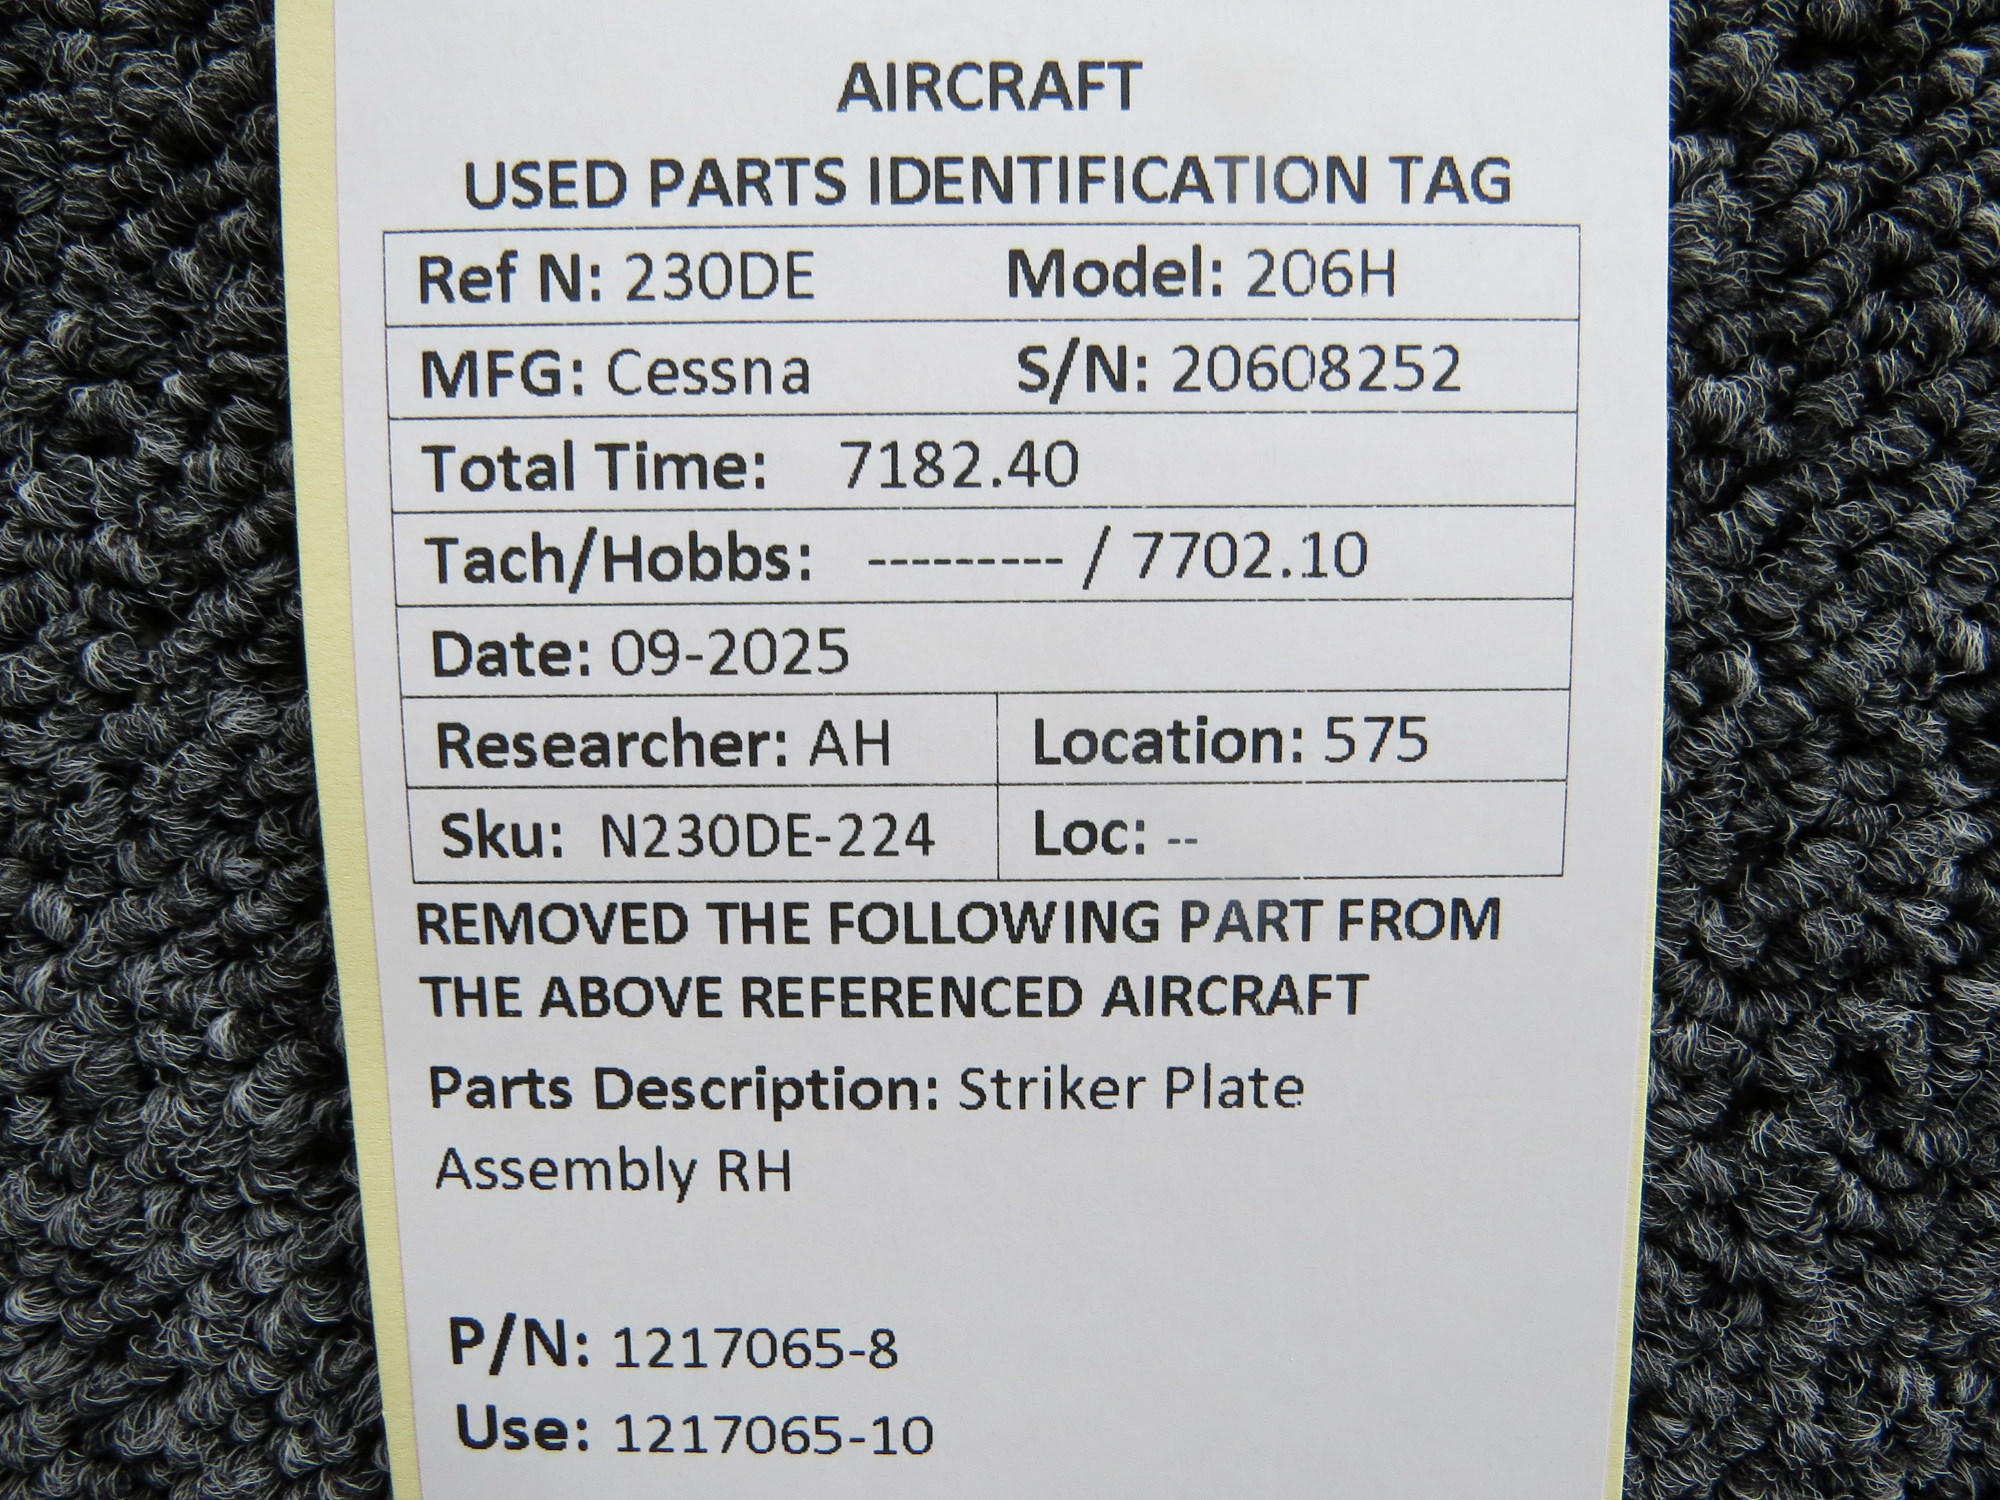 AIRCRAFT
USED PARTS IDENTIFICATION TAG
Ref N: 230DE Model: 206H
MFG: Cessna S/N: 20608252
Total Time: 7182.40
Tach/Hobbs: --------- / 7702.10
Date: 09-2025
Researcher: AH Location: 575
Sku: N230DE-224 Loc: --
REMOVED THE FOLLOWING PART FROM
THE ABOVE REFERENCED AIRCRAFT
Parts Description: Striker Plate
Assembly RH
P/N: 1217065-8
Use: 1217065-10